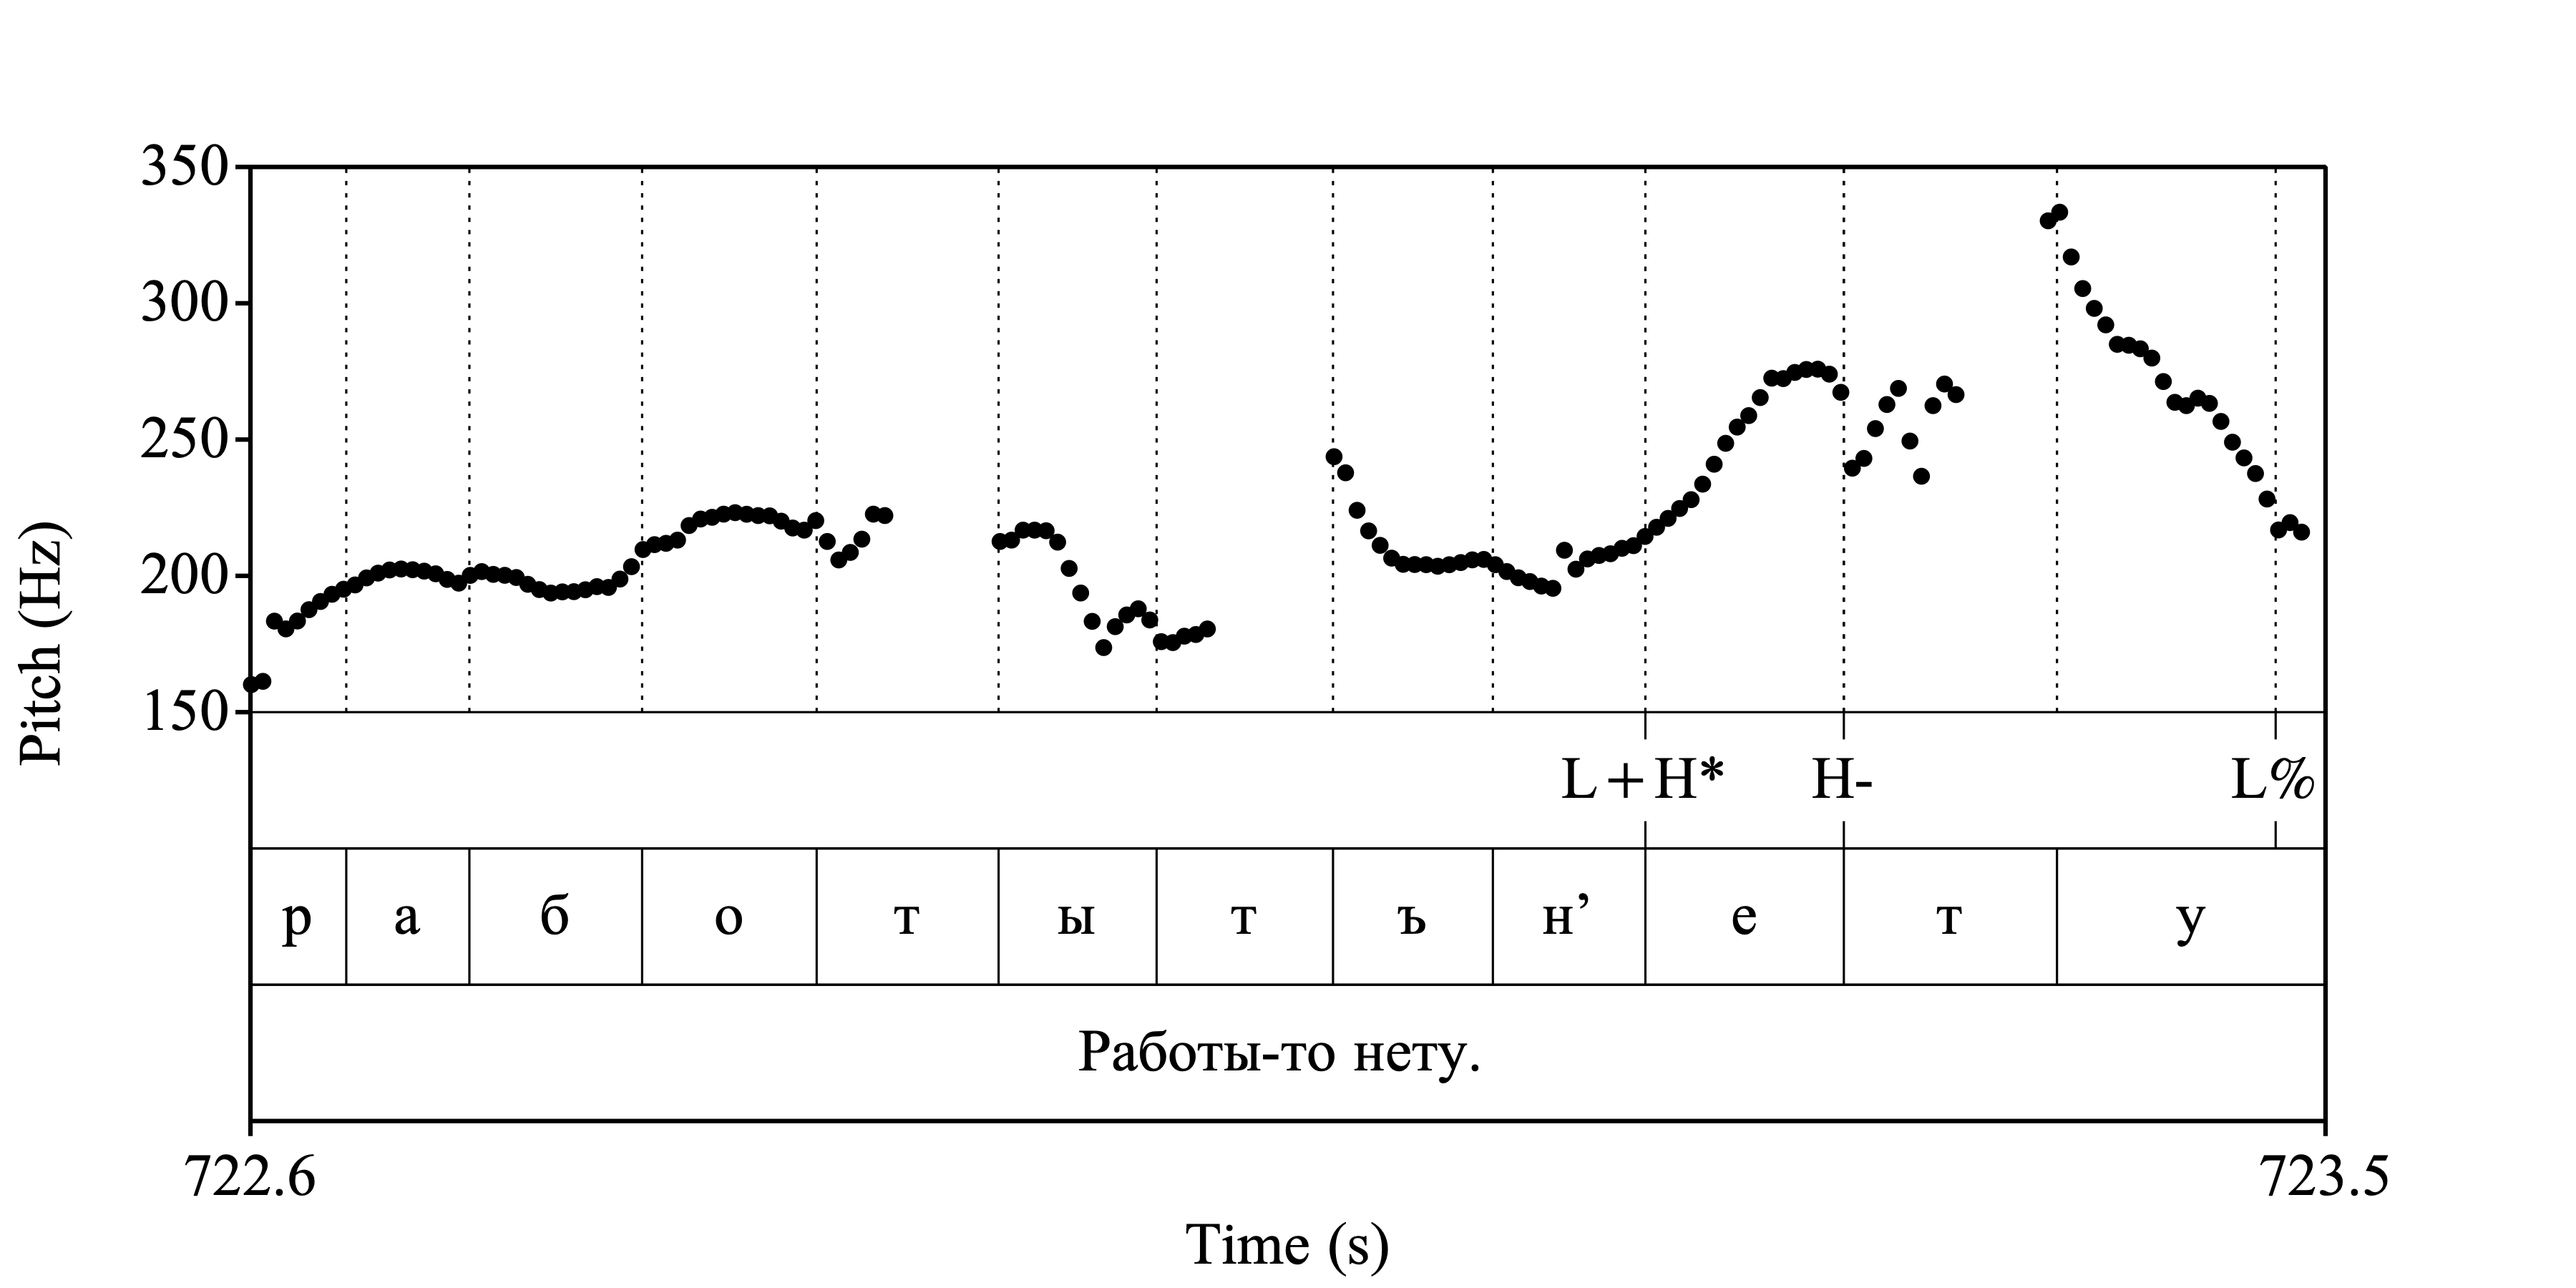 350
300
250
200
150
Pitch (Hz)
L+H* H- L%
р а б о т ы т ъ н’ е т у
Работы-то нету.
722.6 723.5
Time (s)